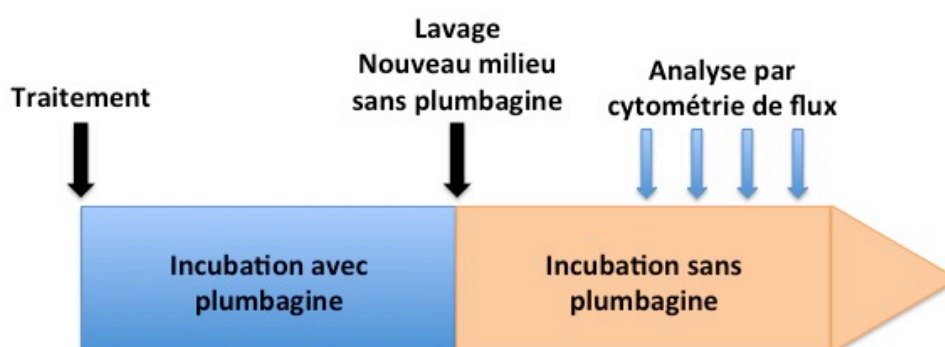 Traitement
Lavage
Nouveau milieu
sans plumbagine
Analyse par
cytométrie de flux
Incubation avec
plumbagine
Incubation sans
plumbagine